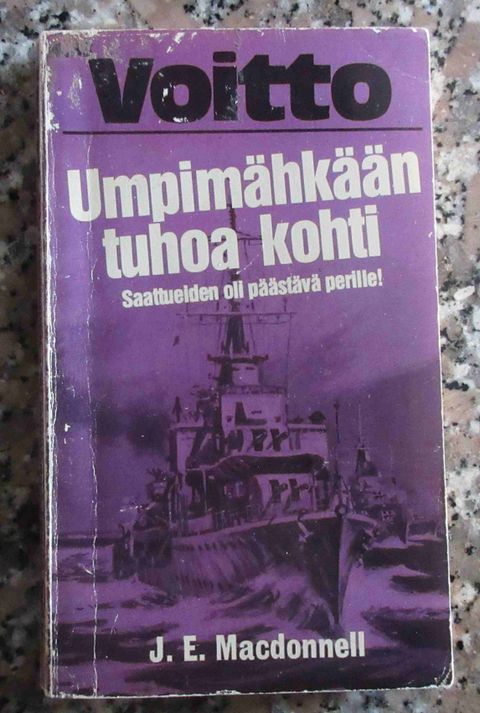 Voitto
Umpimähkään
tuhoa kohti
Saattueiden oli päästävä perille!
J. E. Macdonnell